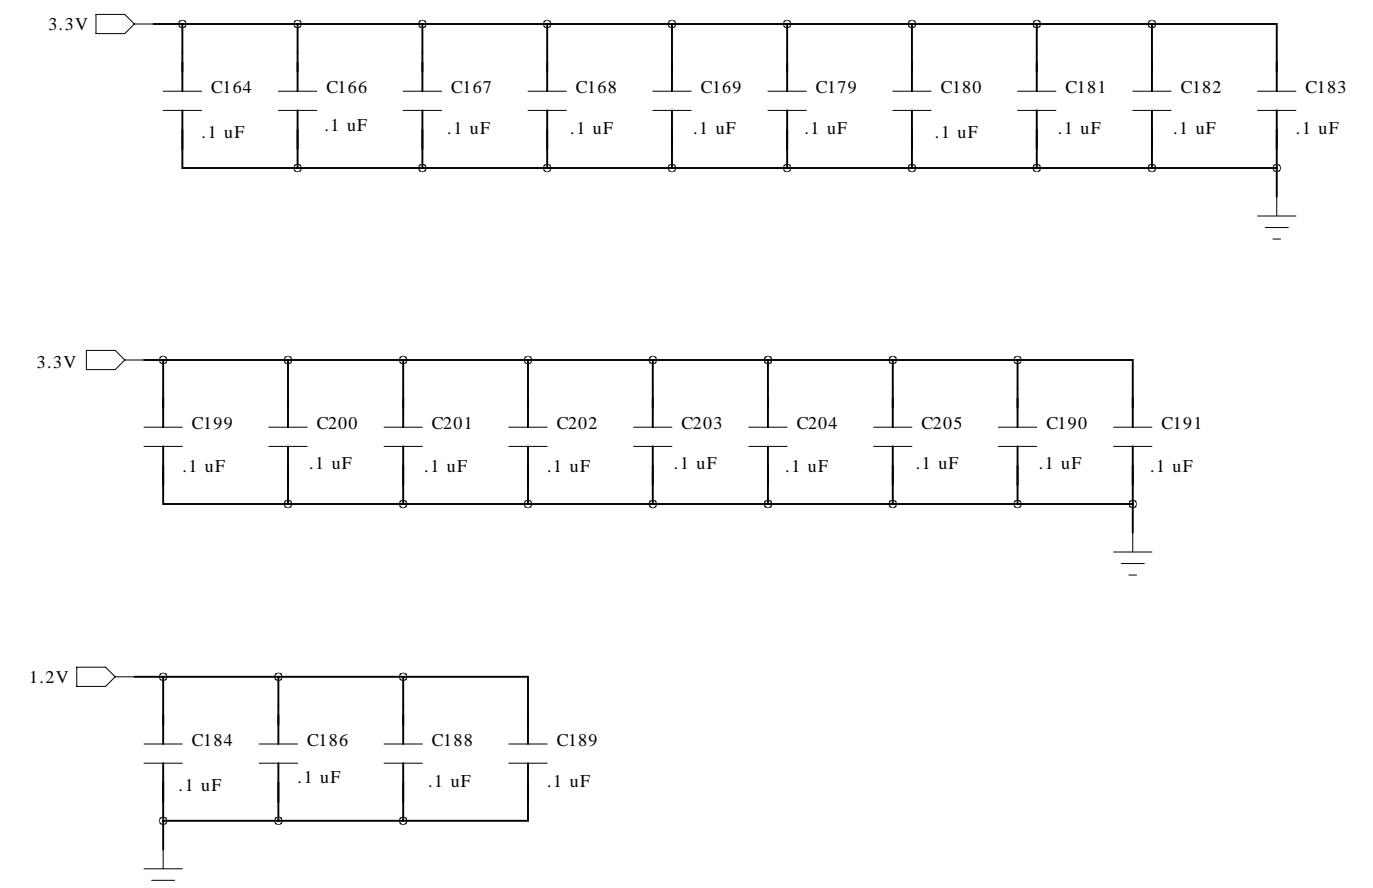 3.3V
C164 C166 C167 C168 C169 C179 C180 C181 C182 C183
.1 uF .1 uF .1 uF .1 uF .1 uF .1 uF .1 uF .1 uF .1 uF .1 uF
3.3V
C199 C200 C201 C202 C203 C204 C205 C190 C191
.1 uF .1 uF .1 uF .1 uF .1 uF .1 uF .1 uF .1 uF .1 uF
1.2V
C184 C186 C188 C189
.1 uF .1 uF .1 uF .1 uF